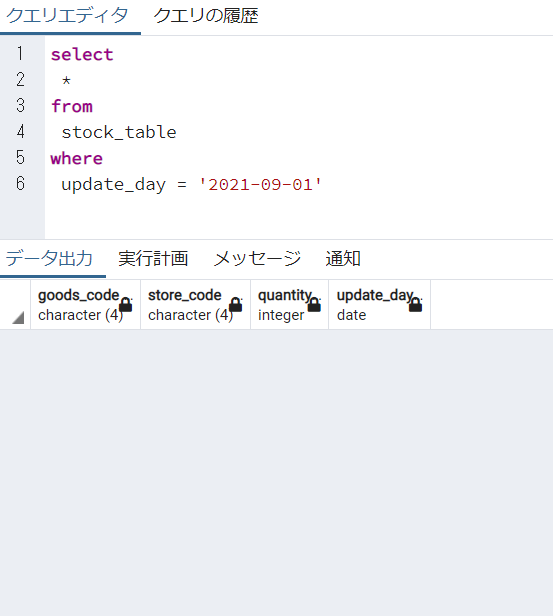 クエリエディタ クエリの履歴
1 select
2 *
3 from
4 stock_table
5 where
6 update_day = '2021-09-01'
データ出力 実行計画 メッセージ 通知
goods_code store_code quantity update_day
character (4) character (4) integer date